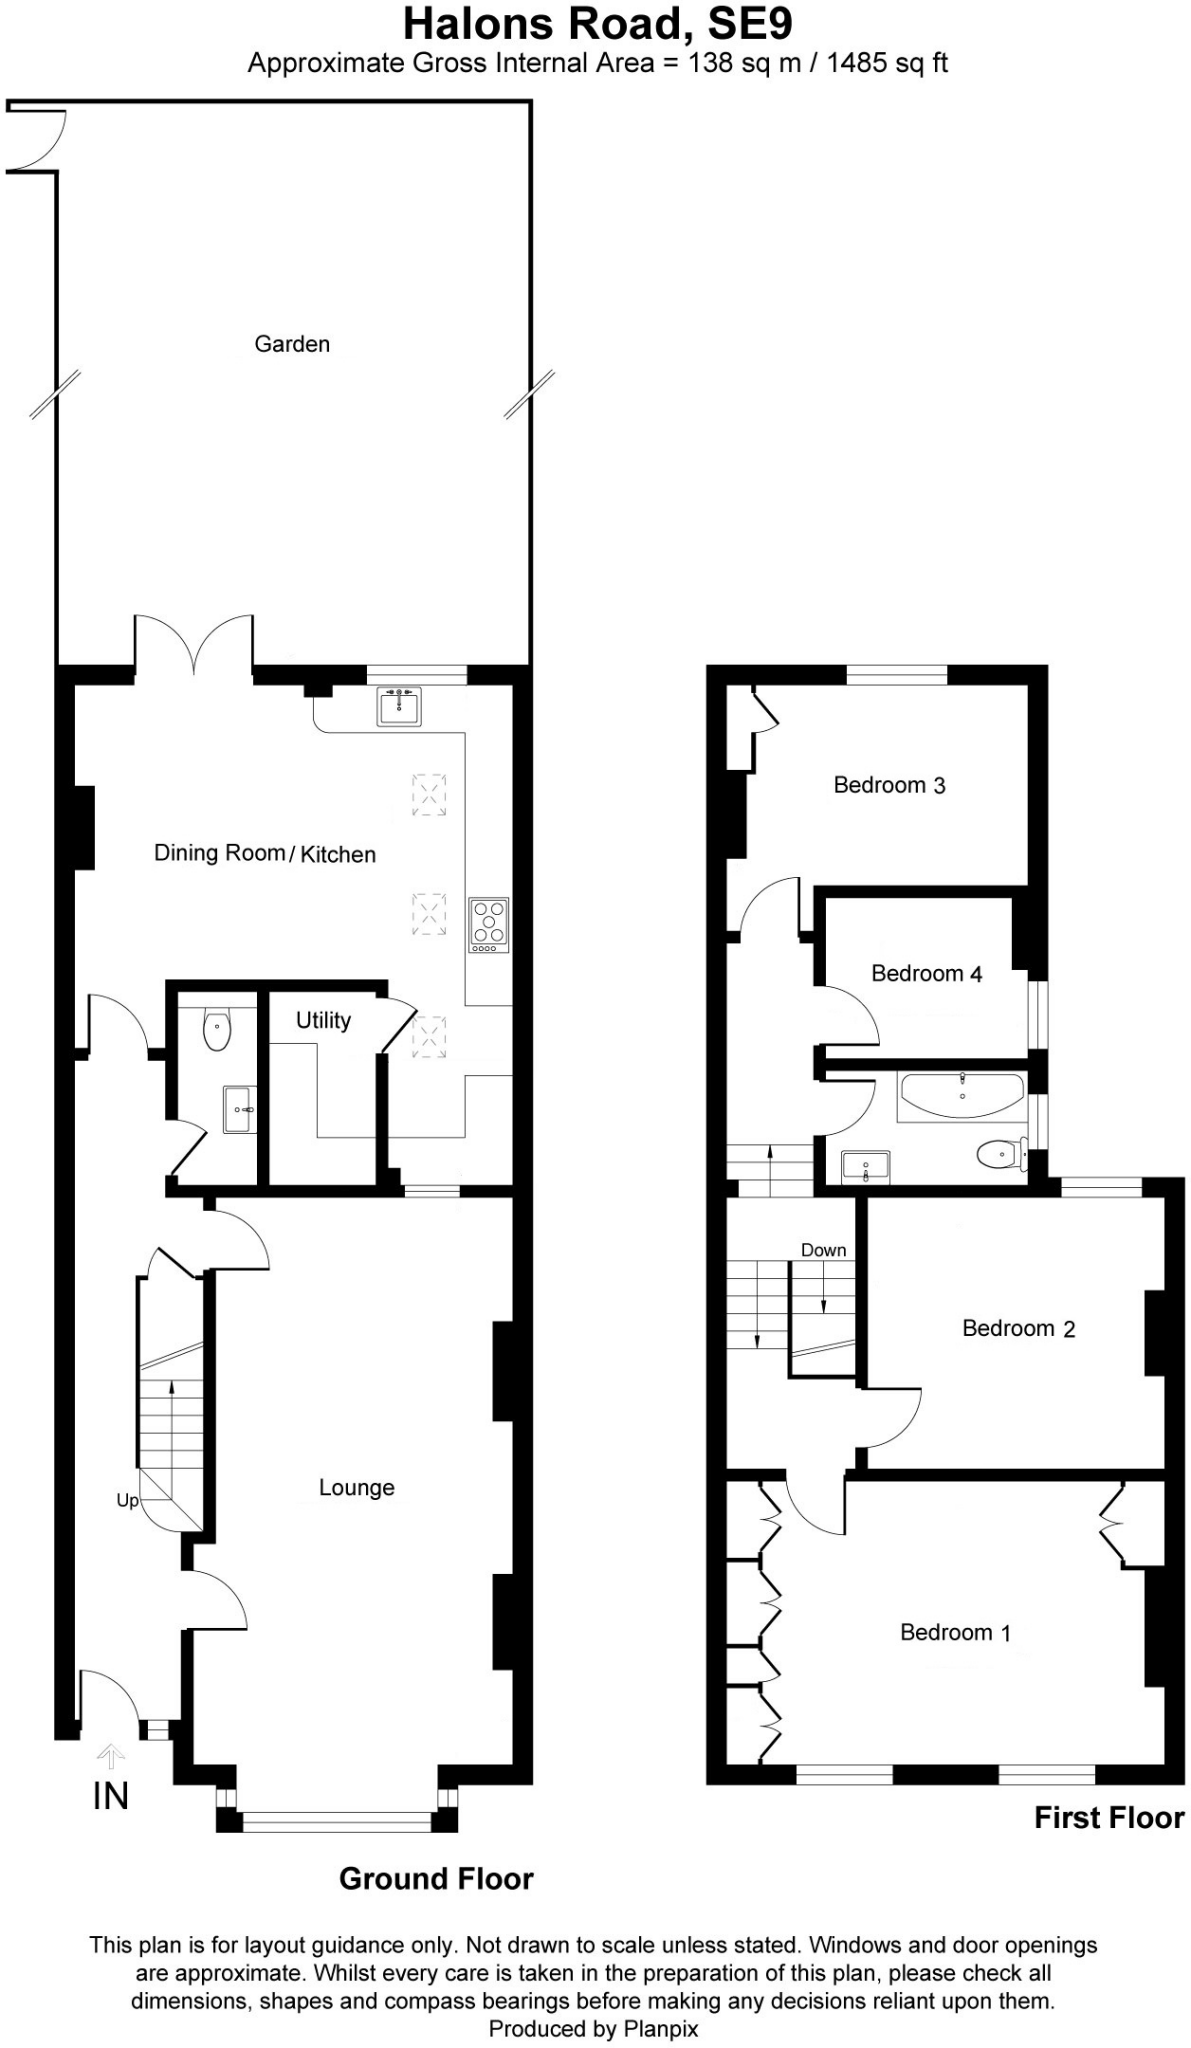 Halons Road, SE9
Approximate Gross Internal Area = 138 sq m / 1485 sq ft
Garden
Dining Room / Kitchen
Utility
Lounge
Up
IN
Ground Floor
Bedroom 3
Bedroom 4
Down
Bedroom 2
Bedroom 1
First Floor
This plan is for layout guidance only. Not drawn to scale unless stated. Windows and door openings
are approximate. Whilst every care is taken in the preparation of this plan, please check all
dimensions, shapes and compass bearings before making any decisions reliant upon them.
Produced by Planpix